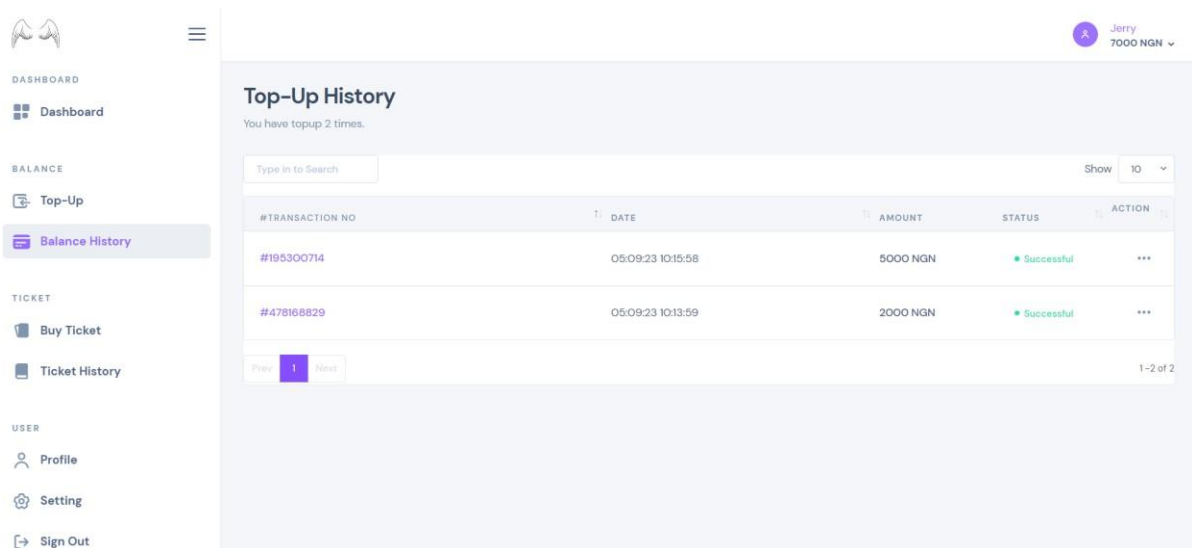 Jerry
7000 NGN
DASHBOARD
Dashboard
BALANCE
Top-Up
Balance History
TICKET
Buy Ticket
Ticket History
USER
Profile
Setting
Sign Out
Top-Up History
You have topup 2 times.
Type in to Search
Show 10
#TRANSACTION NO DATE AMOUNT STATUS ACTION
#195300714 05:09:23 10:15:58 5000 NGN Successful
#478168829 05:09:23 10:13:59 2000 NGN Successful
Prev 1 Next
1-2 of 2